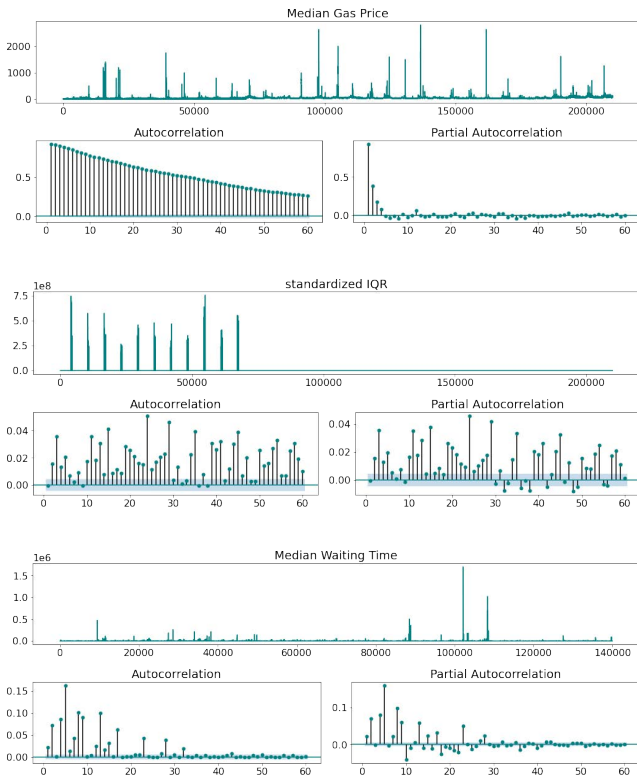 Median Gas Price
2000
1000
0
0 50000 100000 150000 200000
Autocorrelation Partial Autocorrelation
0.5 0.5
0.0 0.0
0 10 20 30 40 50 60 0 10 20 30 40 50 60
1e8 standardized IQR
7.5
5.0
2.5
0.0
0 50000 100000 150000 200000
Autocorrelation Partial Autocorrelation
0.04 0.04
0.02 0.02
0.00 0.00
0 10 20 30 40 50 60 0 10 20 30 40 50 60
1e6 Median Waiting Time
1.5
1.0
0.5
0.0
0 20000 40000 60000 80000 100000 120000 140000
Autocorrelation Partial Autocorrelation
0.15
0.10 0.1
0.05
0.00 0.0
0 10 20 30 40 50 60 0 10 20 30 40 50 60